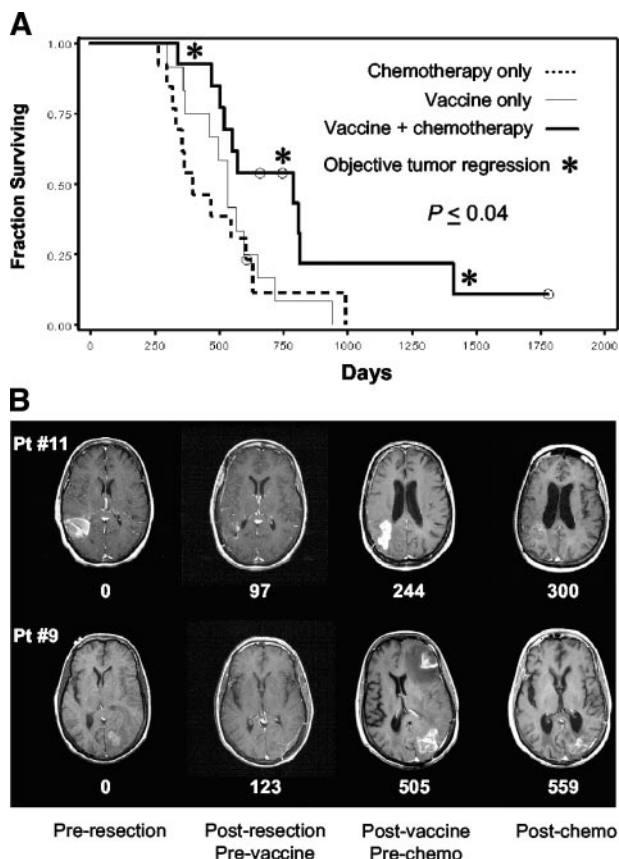 A
1.00
0.75
0.50
0.25
0.00
Fraction Surviving
Chemotherapy only
Vaccine only
Vaccine + chemotherapy
Objective tumor regression *
P ≤ 0.04
*
*
*
0 250 500 750 1000 1250 1500 1750 2000
Days
B
Pt #11
0 97 244 300
Pt #9
0 123 505 559
Pre-resection Post-resection Post-vaccine Post-chemo
Pre-vaccine Pre-chemo